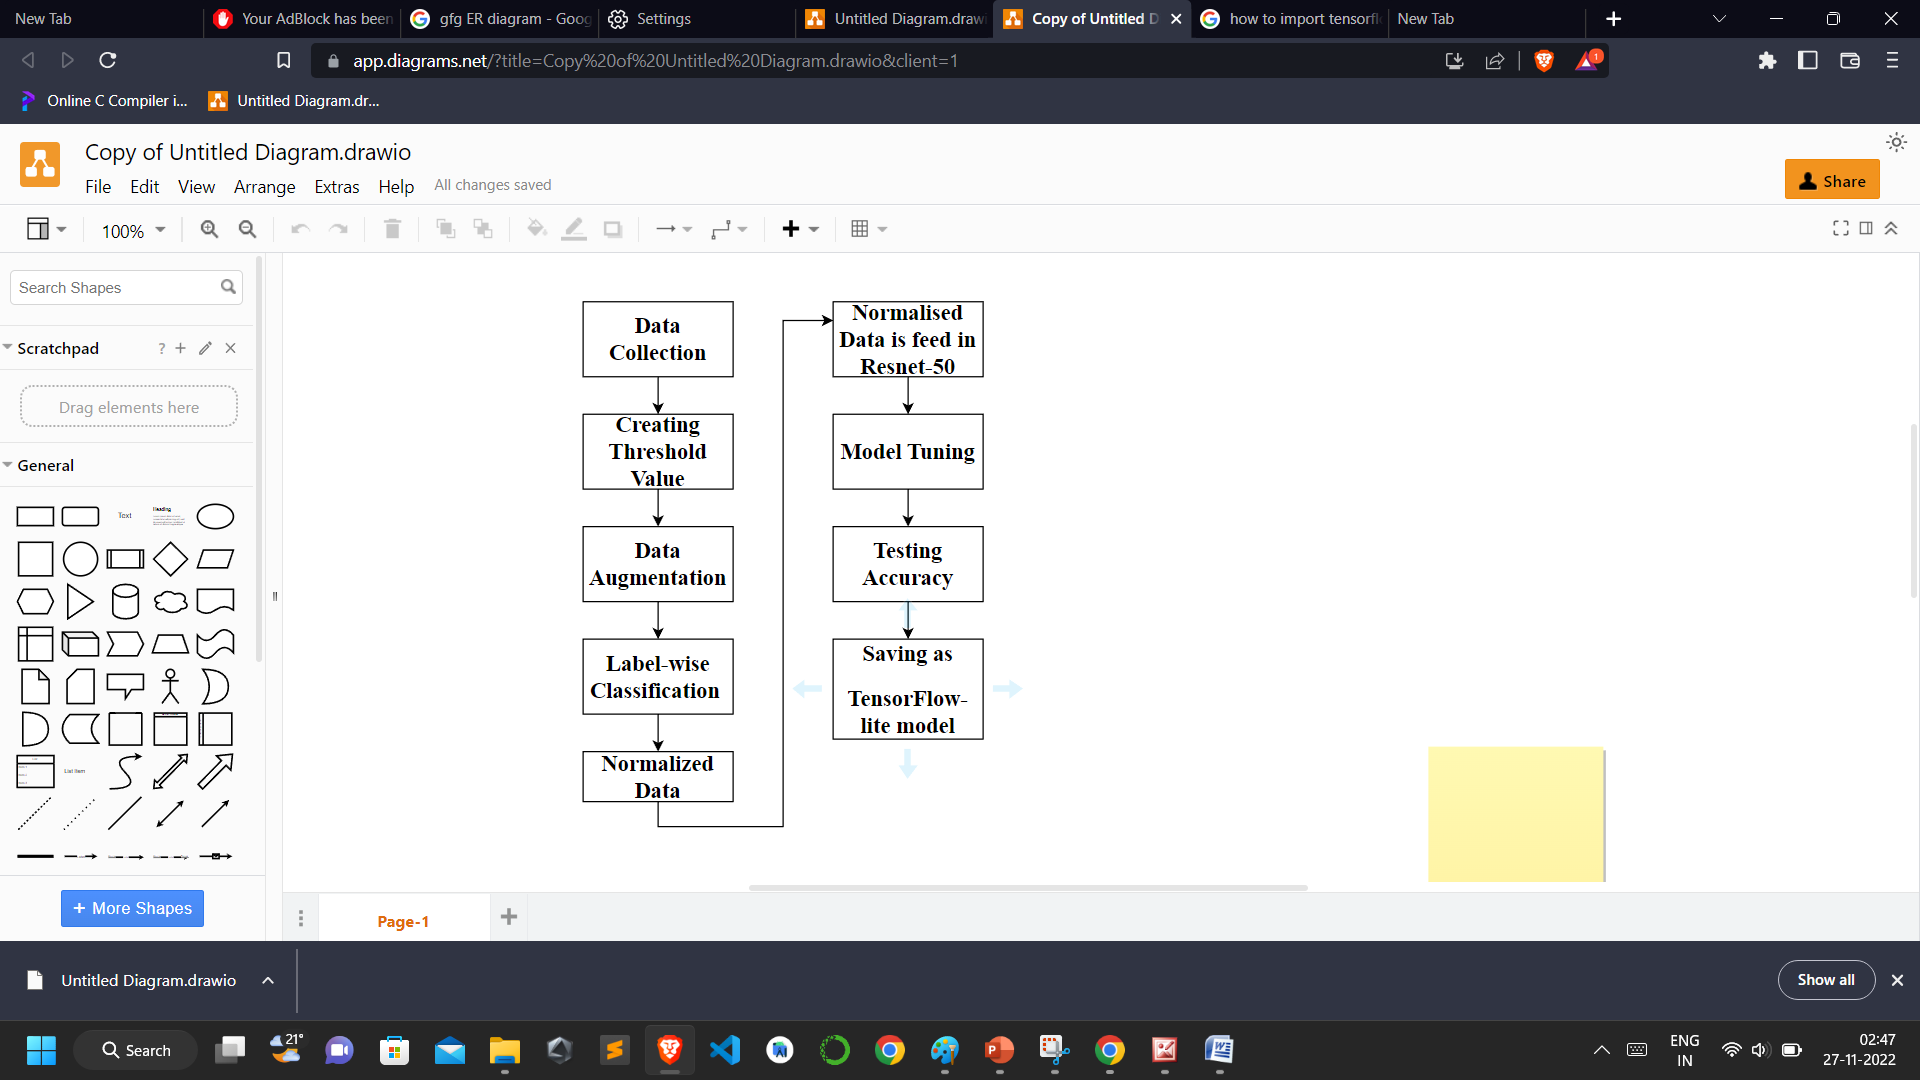 New Tab
Your AdBlock has been
gfg ER diagram - Goog
Settings
Untitled Diagram.drawi
Copy of Untitled D
how to import tensorfl
New Tab
app.diagrams.net/?title=Copy%20of%20Untitled%20Diagram.drawio&client=1
1
Online C Compiler i...
Untitled Diagram.dr...
Copy of Untitled Diagram.drawio
File Edit View Arrange Extras Help All changes saved
Share
100%
Search Shapes
Scratchpad
?
Drag elements here
General
Text
Heading
List Item
+ More Shapes
Data
Collection
Creating
Threshold
Value
Data
Augmentation
Label-wise
Classification
Normalized
Data
Normalised
Data is feed in
Resnet-50
Model Tuning
Testing
Accuracy
Saving as
TensorFlow-
lite model
Page-1
Untitled Diagram.drawio
Show all
Search
21°
ENG
IN
02:47
27-11-2022